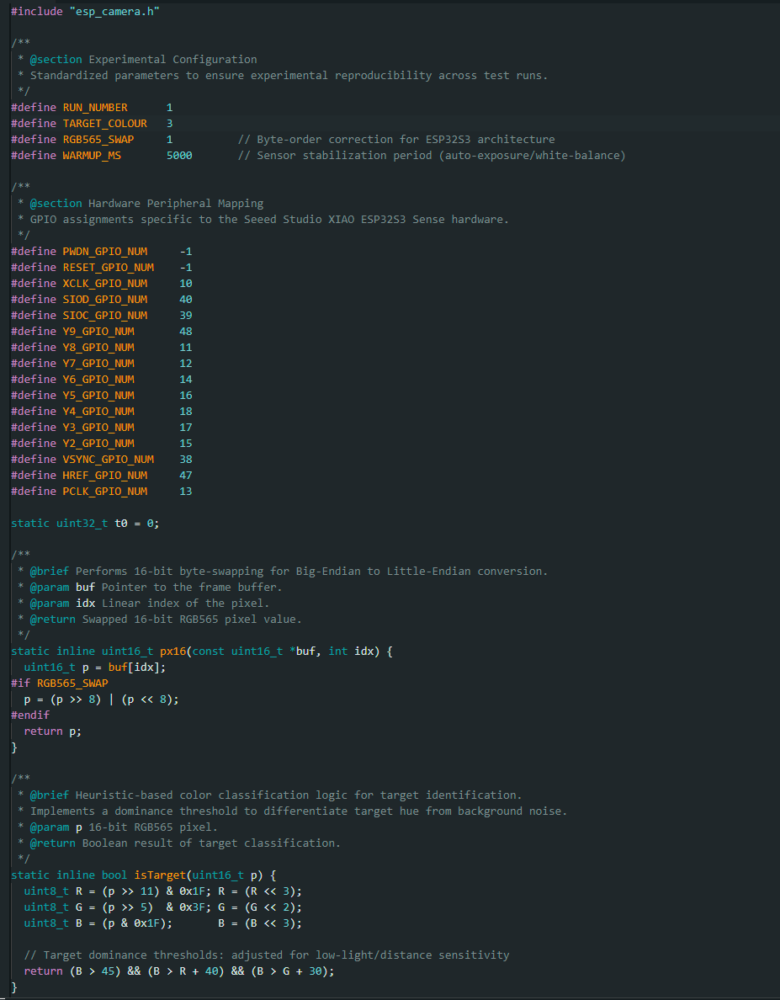 #include "esp_camera.h"
/**
 * @section Experimental Configuration
 * Standardized parameters to ensure experimental reproducibility across test runs.
 */
#define RUN_NUMBER      1
#define TARGET_COLOUR   3
#define RGB565_SWAP     1          // Byte-order correction for ESP32S3 architecture
#define WARMUP_MS       5000       // Sensor stabilization period (auto-exposure/white-balance)
/**
 * @section Hardware Peripheral Mapping
 * GPIO assignments specific to the Seeed Studio XIAO ESP32S3 Sense hardware.
 */
#define PWDN_GPIO_NUM     -1
#define RESET_GPIO_NUM    -1
#define XCLK_GPIO_NUM     10
#define SIOD_GPIO_NUM     40
#define SIOC_GPIO_NUM     39
#define Y9_GPIO_NUM       48
#define Y8_GPIO_NUM       11
#define Y7_GPIO_NUM       12
#define Y6_GPIO_NUM       14
#define Y5_GPIO_NUM       16
#define Y4_GPIO_NUM       18
#define Y3_GPIO_NUM       17
#define Y2_GPIO_NUM       15
#define VSYNC_GPIO_NUM    38
#define HREF_GPIO_NUM     47
#define PCLK_GPIO_NUM     13
static uint32_t t0 = 0;
/**
 * @brief Performs 16-bit byte-swapping for Big-Endian to Little-Endian conversion.
 * @param buf Pointer to the frame buffer.
 * @param idx Linear index of the pixel.
 * @return Swapped 16-bit RGB565 pixel value.
 */
static inline uint16_t px16(const uint16_t *buf, int idx) {
  uint16_t p = buf[idx];
#if RGB565_SWAP
  p = (p >> 8) | (p << 8);
#endif
  return p;
}
/**
 * @brief Heuristic-based color classification logic for target identification.
 * Implements a dominance threshold to differentiate target hue from background noise.
 * @param p 16-bit RGB565 pixel.
 * @return Boolean result of target classification.
 */
static inline bool isTarget(uint16_t p) {
  uint8_t R = (p >> 11) & 0x1F; R = (R << 3);
  uint8_t G = (p >> 5)  & 0x3F; G = (G << 2);
  uint8_t B = (p & 0x1F);       B = (B << 3);
  // Target dominance thresholds: adjusted for low-light/distance sensitivity
  return (B > 45) && (B > R + 40) && (B > G + 30);
}